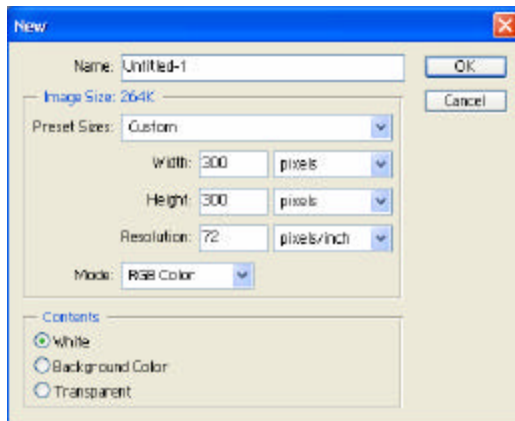 New
Name: Untitled-1
OK
Image Size: 264K
Cancel
Preset Sizes: Custom
Width: 300 pixels
Height: 300 pixels
Resolution: 72 pixels/inch
Mode: RGB Color
Contents
White
Background Color
Transparent